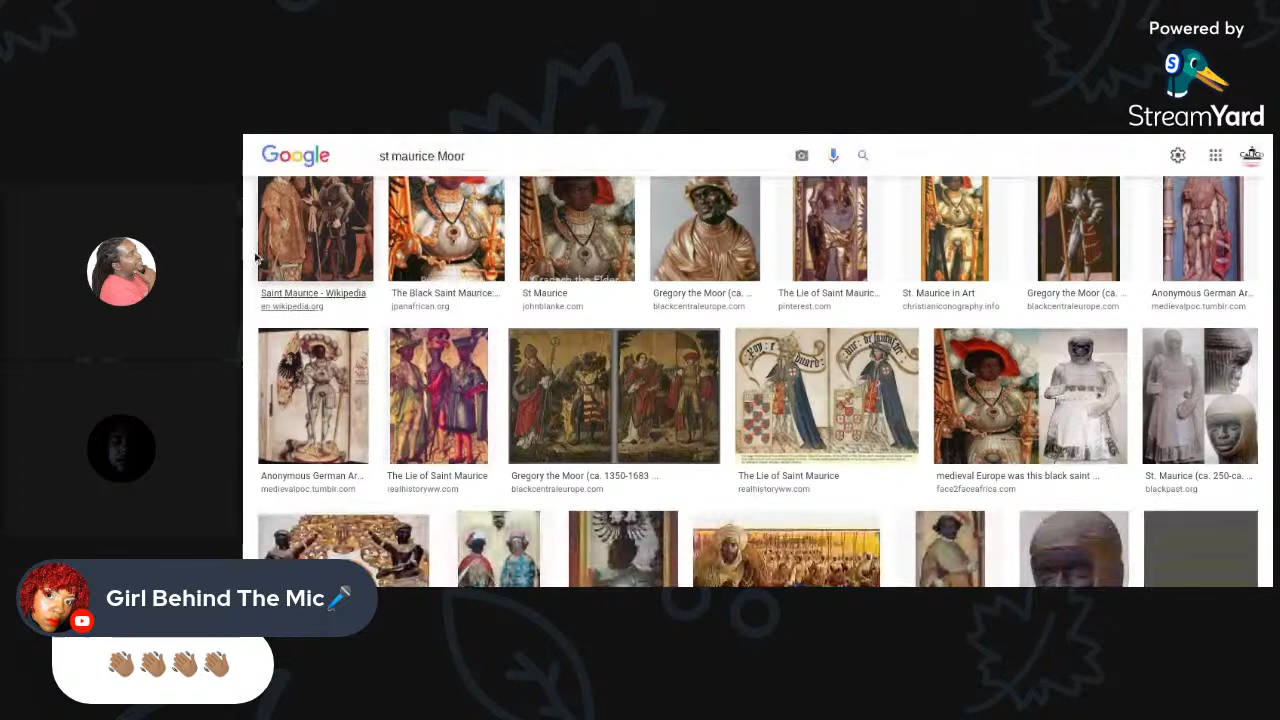 Powered by
StreamYard
Google
st maurice Moor
Cranach the Elder
Saint Maurice - Wikipedia
en.wikipedia.org
The Black Saint Maurice:...
jpanafrican.org
St Maurice
johnblanke.com
Gregory the Moor (ca. ...
blackcentraleurope.com
The Lie of Saint Mauric...
pinterest.com
St. Maurice in Art
christianiconography.info
Gregory the Moor (ca. ...
blackcentraleurope.com
Anonymous German Ar...
medievalpoc.tumblr.com
Anonymous German Ar...
medievalpoc.tumblr.com
The Lie of Saint Maurice
realhistoryww.com
Gregory the Moor (ca. 1350-1683 ...
blackcentraleurope.com
The Lie of Saint Maurice
realhistoryww.com
medieval Europe was this black saint ...
face2faceafrica.com
St. Maurice (ca. 250-ca. ...
blackpast.org
Girl Behind The Mic🎤
👋🏽👋🏽👋🏽👋🏽